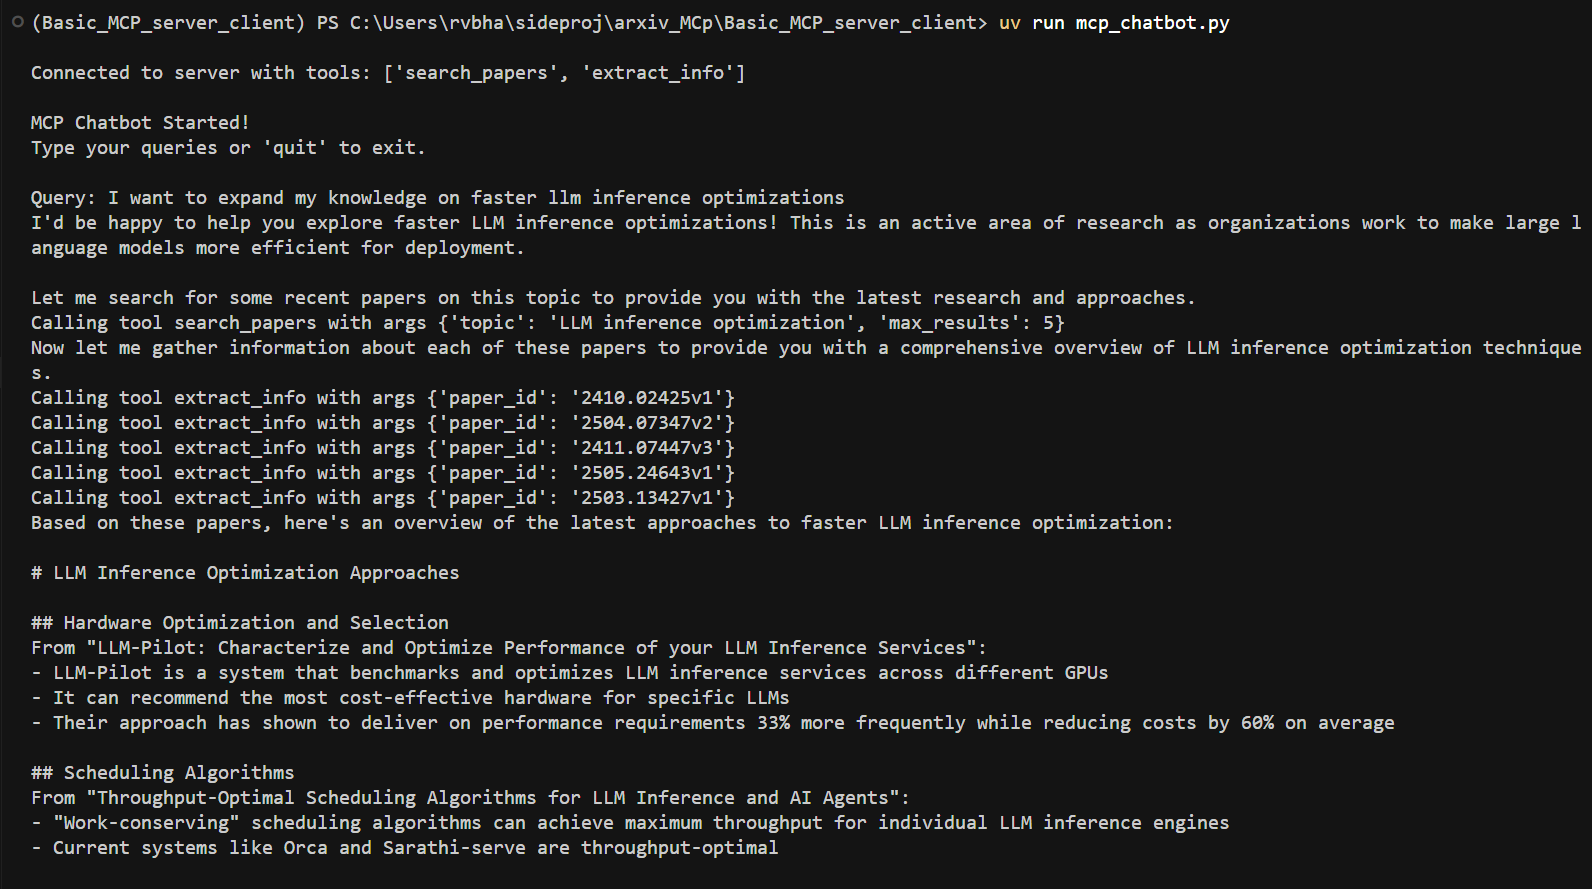 (Basic_MCP_server_client) PS C:\Users\rvbha\sideproj\arxiv_MCp\Basic_MCP_server_client> uv run mcp_chatbot.py
Connected to server with tools: ['search_papers', 'extract_info']
MCP Chatbot Started!
Type your queries or 'quit' to exit.
Query: I want to expand my knowledge on faster llm inference optimizations
I'd be happy to help you explore faster LLM inference optimizations! This is an active area of research as organizations work to make large l
anguage models more efficient for deployment.
Let me search for some recent papers on this topic to provide you with the latest research and approaches.
Calling tool search_papers with args {'topic': 'LLM inference optimization', 'max_results': 5}
Now let me gather information about each of these papers to provide you with a comprehensive overview of LLM inference optimization technique
s.
Calling tool extract_info with args {'paper_id': '2410.02425v1'}
Calling tool extract_info with args {'paper_id': '2504.07347v2'}
Calling tool extract_info with args {'paper_id': '2411.07447v3'}
Calling tool extract_info with args {'paper_id': '2505.24643v1'}
Calling tool extract_info with args {'paper_id': '2503.13427v1'}
Based on these papers, here's an overview of the latest approaches to faster LLM inference optimization:
# LLM Inference Optimization Approaches
## Hardware Optimization and Selection
From "LLM-Pilot: Characterize and Optimize Performance of your LLM Inference Services":
- LLM-Pilot is a system that benchmarks and optimizes LLM inference services across different GPUs
- It can recommend the most cost-effective hardware for specific LLMs
- Their approach has shown to deliver on performance requirements 33% more frequently while reducing costs by 60% on average
## Scheduling Algorithms
From "Throughput-Optimal Scheduling Algorithms for LLM Inference and AI Agents":
- "Work-conserving" scheduling algorithms can achieve maximum throughput for individual LLM inference engines
- Current systems like Orca and Sarathi-serve are throughput-optimal